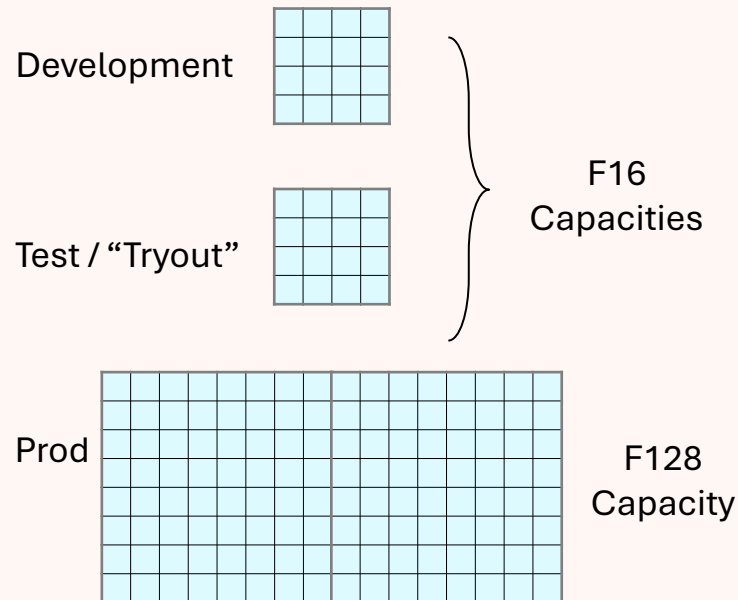 Development
Test / “Tryout”
F16
Capacities
Prod
F128
Capacity